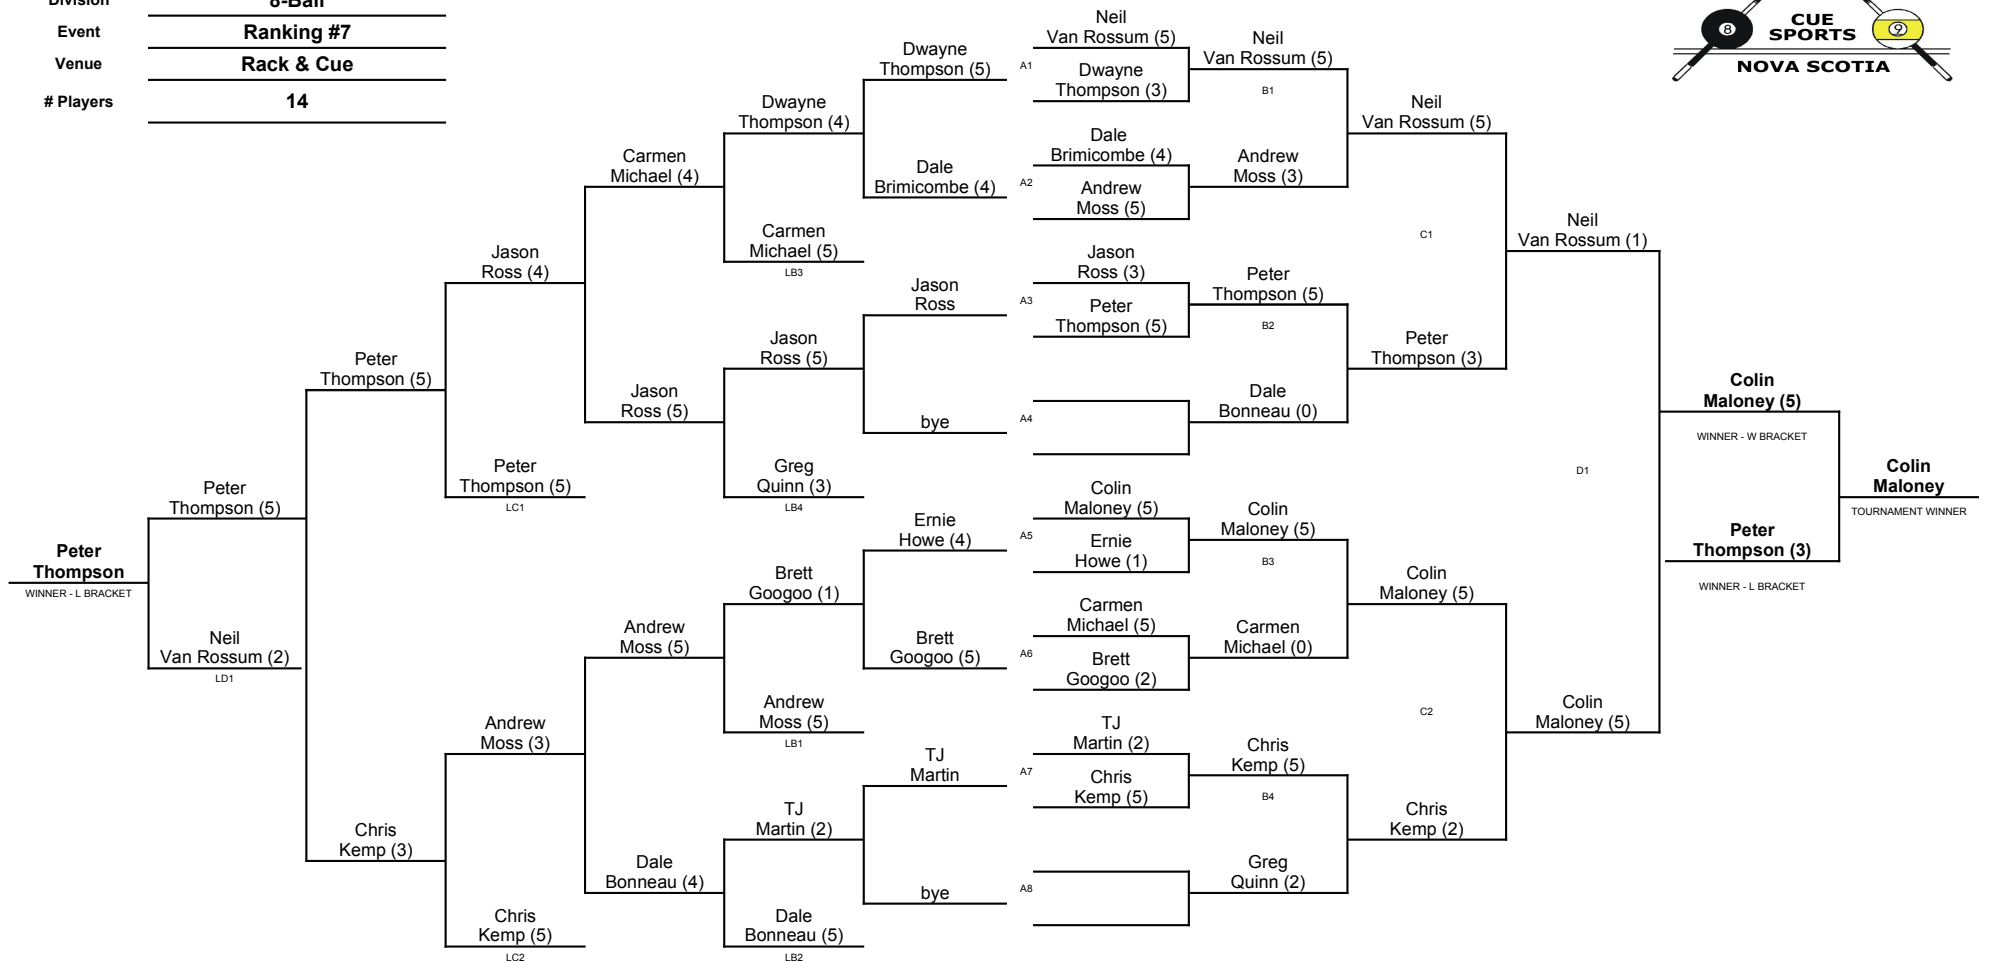 Division
8-Ball
Event
Ranking #7
Venue
Rack & Cue
# Players
14
8
CUE
SPORTS
9
NOVA SCOTIA
Peter
Thompson
WINNER - L BRACKET
Peter
Thompson (5)
Neil
Van Rossum (2)
LD1
Peter
Thompson (5)
Chris
Kemp (3)
Jason
Ross (4)
Peter
Thompson (5)
LC1
Andrew
Moss (3)
Chris
Kemp (5)
LC2
Carmen
Michael (4)
Jason
Ross (5)
Andrew
Moss (5)
Dale
Bonneau (4)
Dwayne
Thompson (4)
Carmen
Michael (5)
LB3
Jason
Ross (5)
Greg
Quinn (3)
LB4
Brett
Googoo (1)
Andrew
Moss (5)
LB1
TJ
Martin (2)
Dale
Bonneau (5)
LB2
Dwayne
Thompson (5)
Dale
Brimicombe (4)
Jason
Ross
bye
Ernie
Howe (4)
Brett
Googoo (5)
TJ
Martin
bye
A1
A2
A3
A4
A5
A6
A7
A8
Neil
Van Rossum (5)
Dwayne
Thompson (3)
Dale
Brimicombe (4)
Andrew
Moss (5)
Jason
Ross (3)
Peter
Thompson (5)
Colin
Maloney (5)
Ernie
Howe (1)
Carmen
Michael (5)
Brett
Googoo (2)
TJ
Martin (2)
Chris
Kemp (5)
Neil
Van Rossum (5)
B1
Andrew
Moss (3)
Peter
Thompson (5)
B2
Dale
Bonneau (0)
Colin
Maloney (5)
B3
Carmen
Michael (0)
Chris
Kemp (5)
B4
Greg
Quinn (2)
Neil
Van Rossum (5)
C1
Peter
Thompson (3)
Colin
Maloney (5)
C2
Chris
Kemp (2)
Neil
Van Rossum (1)
D1
Colin
Maloney (5)
Colin
Maloney (5)
WINNER - W BRACKET
Peter
Thompson (3)
WINNER - L BRACKET
Colin
Maloney
TOURNAMENT WINNER